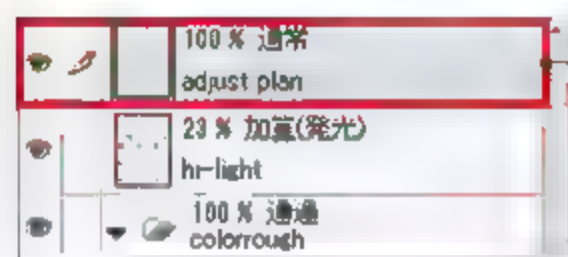 100 % 通常
adjust plan
23 % 加算(発光)
hi-light
100 % 通過
colorrough